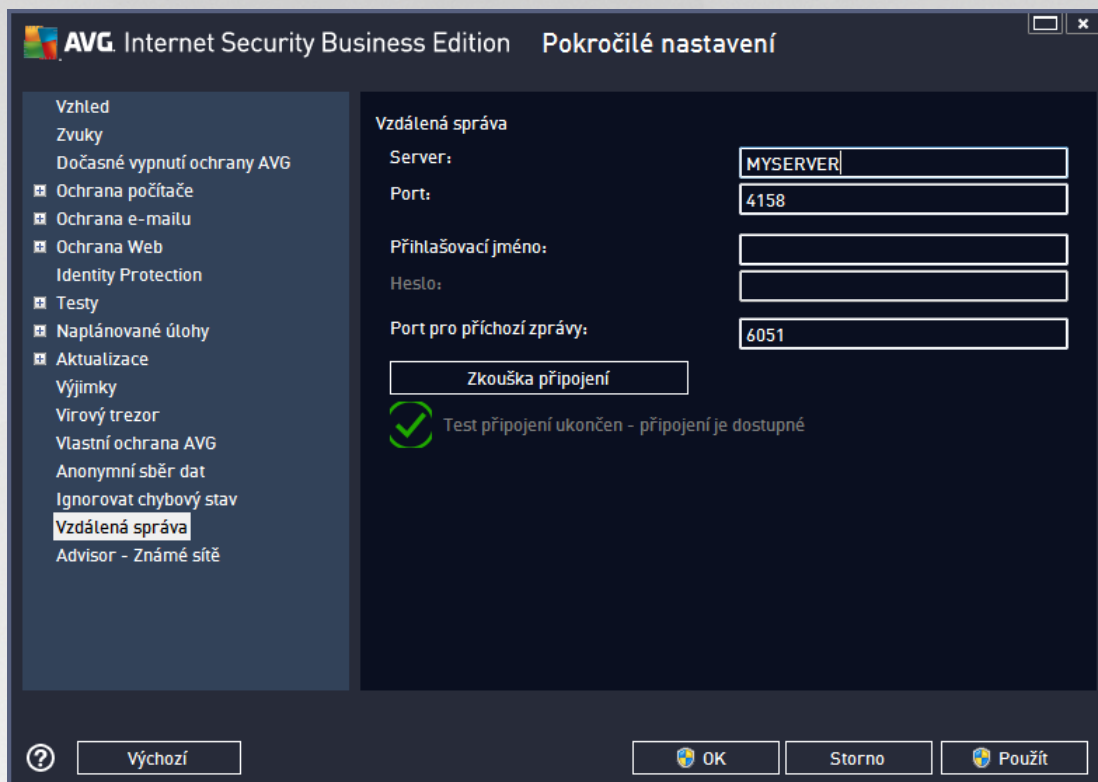 AVG. Internet Security Business Edition Pokročilé nastavení
Vzhled
Zvuky
Dočasné vypnutí ochrany AVG
Ochrana počítače
Ochrana e-mailu
Ochrana Web
Identity Protection
Testy
Naplánované úlohy
Aktualizace
Výjimky
Virový trezor
Vlastní ochrana AVG
Anonymní sběr dat
Ignorovat chybový stav
Vzdálená správa
Advisor - Známé sítě
Vzdálená správa
Server: MYSERVER
Port: 4158
Přihlašovací jméno:
Heslo:
Port pro příchozí zprávy: 6051
Zkouška připojení
Test připojení ukončen - připojení je dostupné
? Výchozí OK Storno Použít